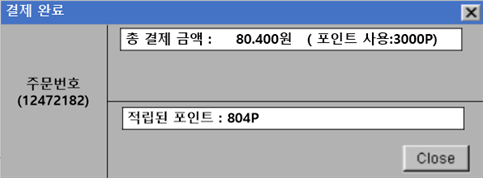 결제 완료
총 결제 금액 : 80.400원 ( 포인트 사용:3000P)
주문번호
(12472182)
적립된 포인트 : 804P
Close